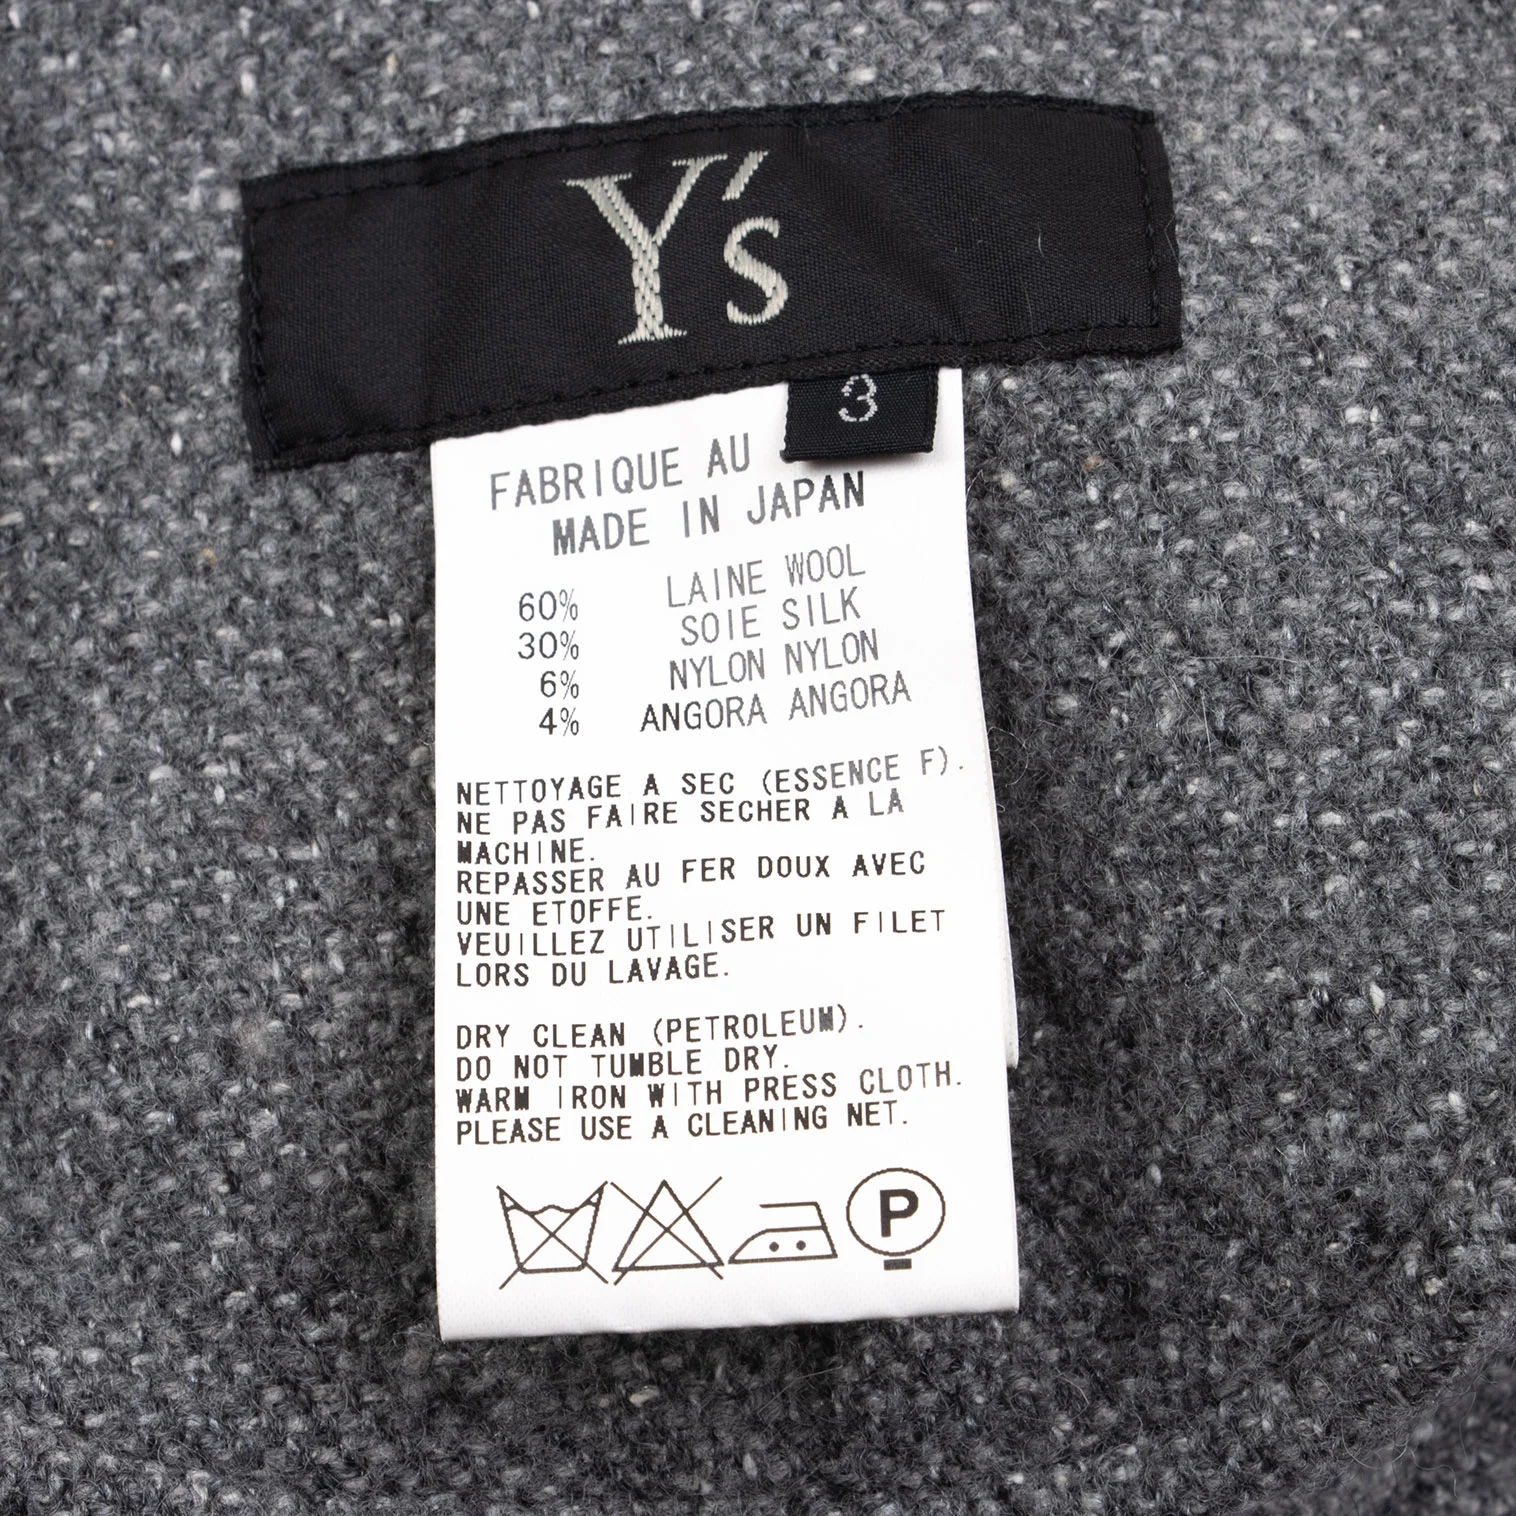 Y's
3
FABRIQUE AU
MADE IN JAPAN
60% LAINE WOOL
30% SOIE SILK
6% NYLON NYLON
4% ANGORA ANGORA
NETTOYAGE A SEC (ESSENCE F).
NE PAS FAIRE SECHER A LA
MACHINE.
REPASSER AU FER DOUX AVEC
UNE ETOFFE.
VEUILLEZ UTILISER UN FILET
LORS DU LAVAGE.
DRY CLEAN (PETROLEUM).
DO NOT TUMBLE DRY.
WARM IRON WITH PRESS CLOTH.
PLEASE USE A CLEANING NET.
P